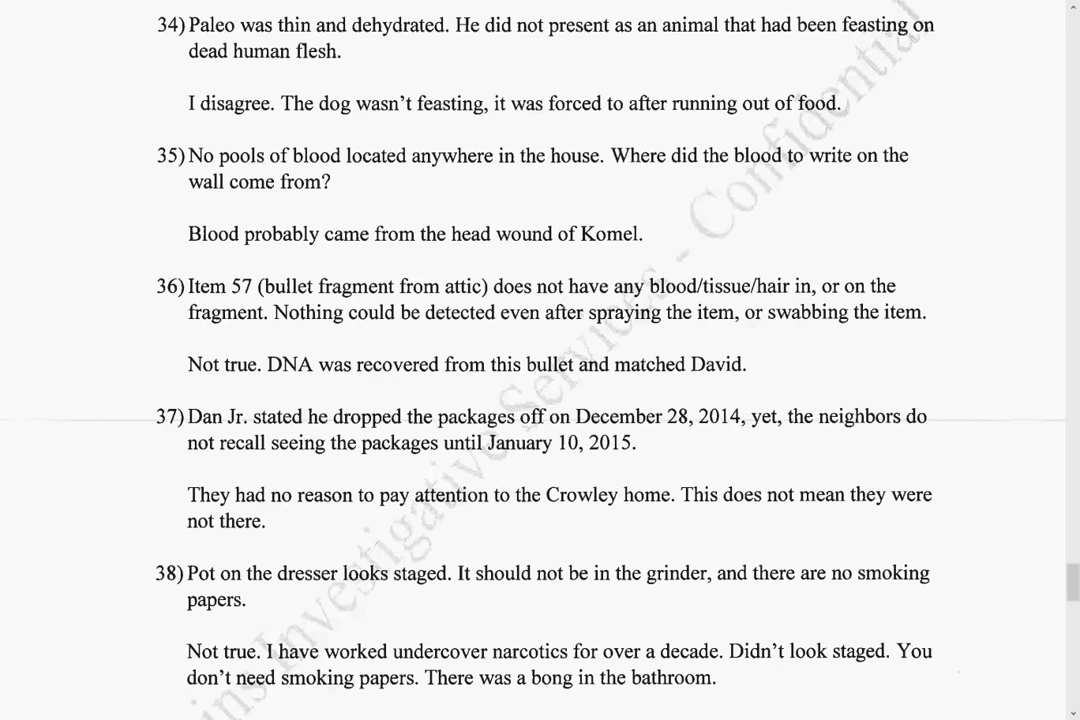 34) Paleo was thin and dehydrated. He did not present as an animal that had been feasting on
dead human flesh.
I disagree. The dog wasn't feasting, it was forced to after running out of food.
35) No pools of blood located anywhere in the house. Where did the blood to write on the
wall come from?
Blood probably came from the head wound of Komel.
36) Item 57 (bullet fragment from attic) does not have any blood/tissue/hair in, or on the
fragment. Nothing could be detected even after spraying the item, or swabbing the item.
Not true. DNA was recovered from this bullet and matched David.
37) Dan Jr. stated he dropped the packages off on December 28, 2014, yet, the neighbors do
not recall seeing the packages until January 10, 2015.
They had no reason to pay attention to the Crowley home. This does not mean they were
not there.
38) Pot on the dresser looks staged. It should not be in the grinder, and there are no smoking
papers.
Not true. I have worked undercover narcotics for over a decade. Didn't look staged. You
don't need smoking papers. There was a bong in the bathroom.
Investigative Services - Confidential